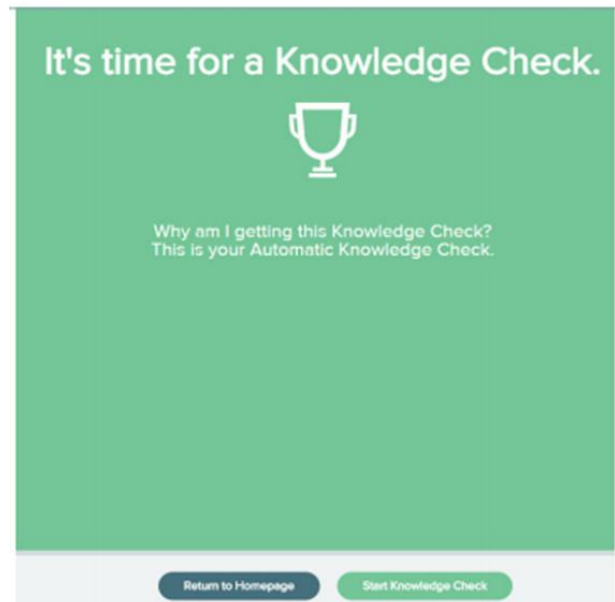 It's time for a Knowledge Check.
Why am I getting this Knowledge Check?
This is your Automatic Knowledge Check.
Return to Homepage
Start Knowledge Check